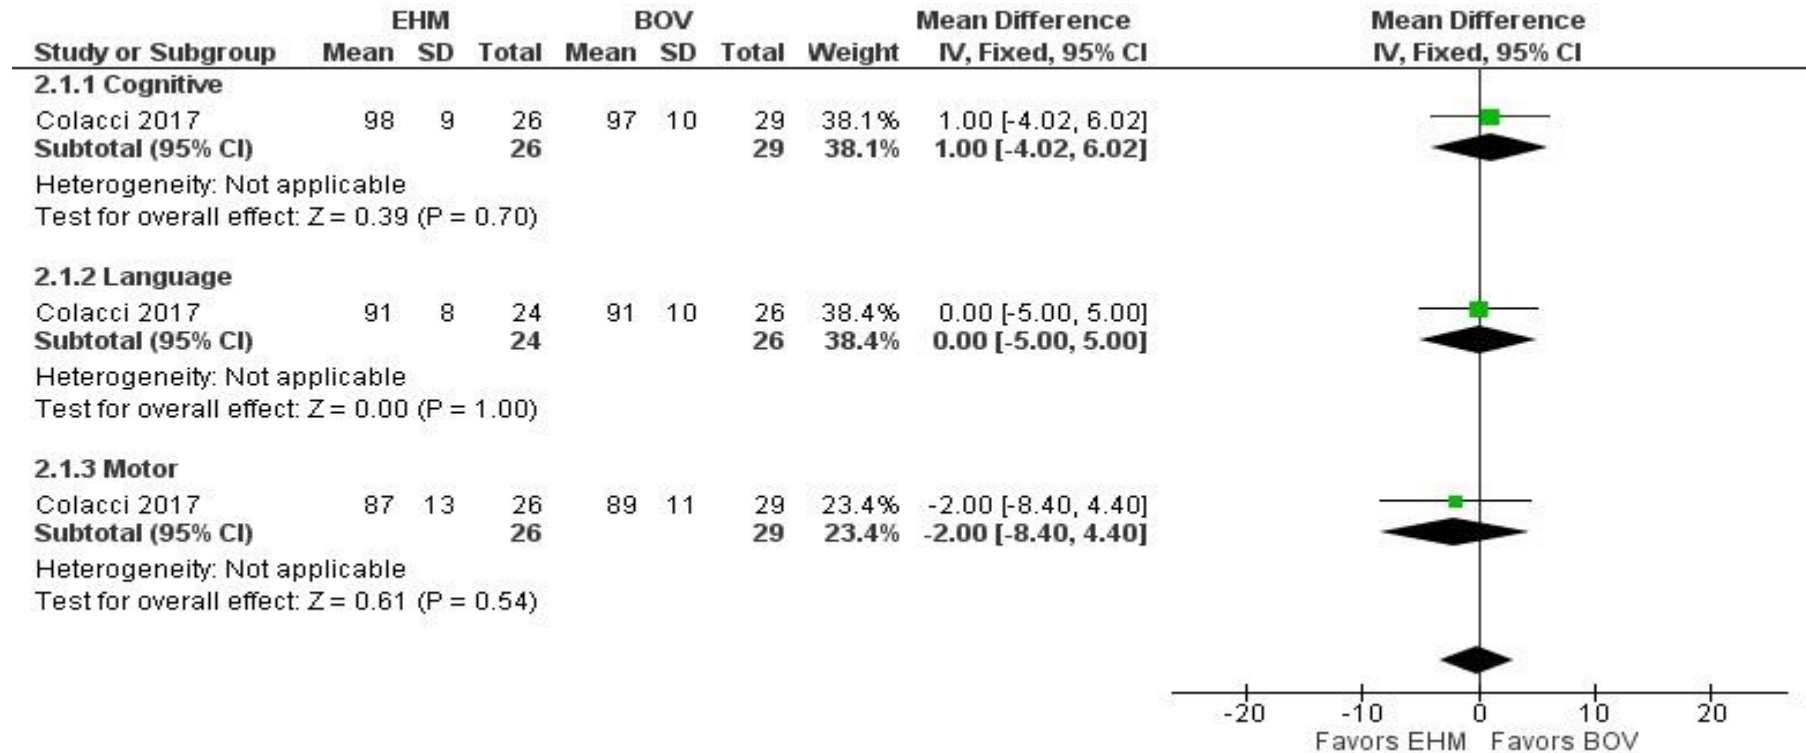 EHM BOV Mean Difference Mean Difference
Study or Subgroup Mean SD Total Mean SD Total Weight IV, Fixed, 95% CI IV, Fixed, 95% CI
2.1.1 Cognitive
Colacci 2017 98 9 26 97 10 29 38.1% 1.00 [-4.02, 6.02]
Subtotal (95% CI) 26 29 38.1% 1.00 [-4.02, 6.02]
Heterogeneity: Not applicable
Test for overall effect: Z = 0.39 (P = 0.70)
2.1.2 Language
Colacci 2017 91 8 24 91 10 26 38.4% 0.00 [-5.00, 5.00]
Subtotal (95% CI) 24 26 38.4% 0.00 [-5.00, 5.00]
Heterogeneity: Not applicable
Test for overall effect: Z = 0.00 (P = 1.00)
2.1.3 Motor
Colacci 2017 87 13 26 89 11 29 23.4% -2.00 [-8.40, 4.40]
Subtotal (95% CI) 26 29 23.4% -2.00 [-8.40, 4.40]
Heterogeneity: Not applicable
Test for overall effect: Z = 0.61 (P = 0.54)
-20 -10 0 10 20
Favors EHM Favors BOV